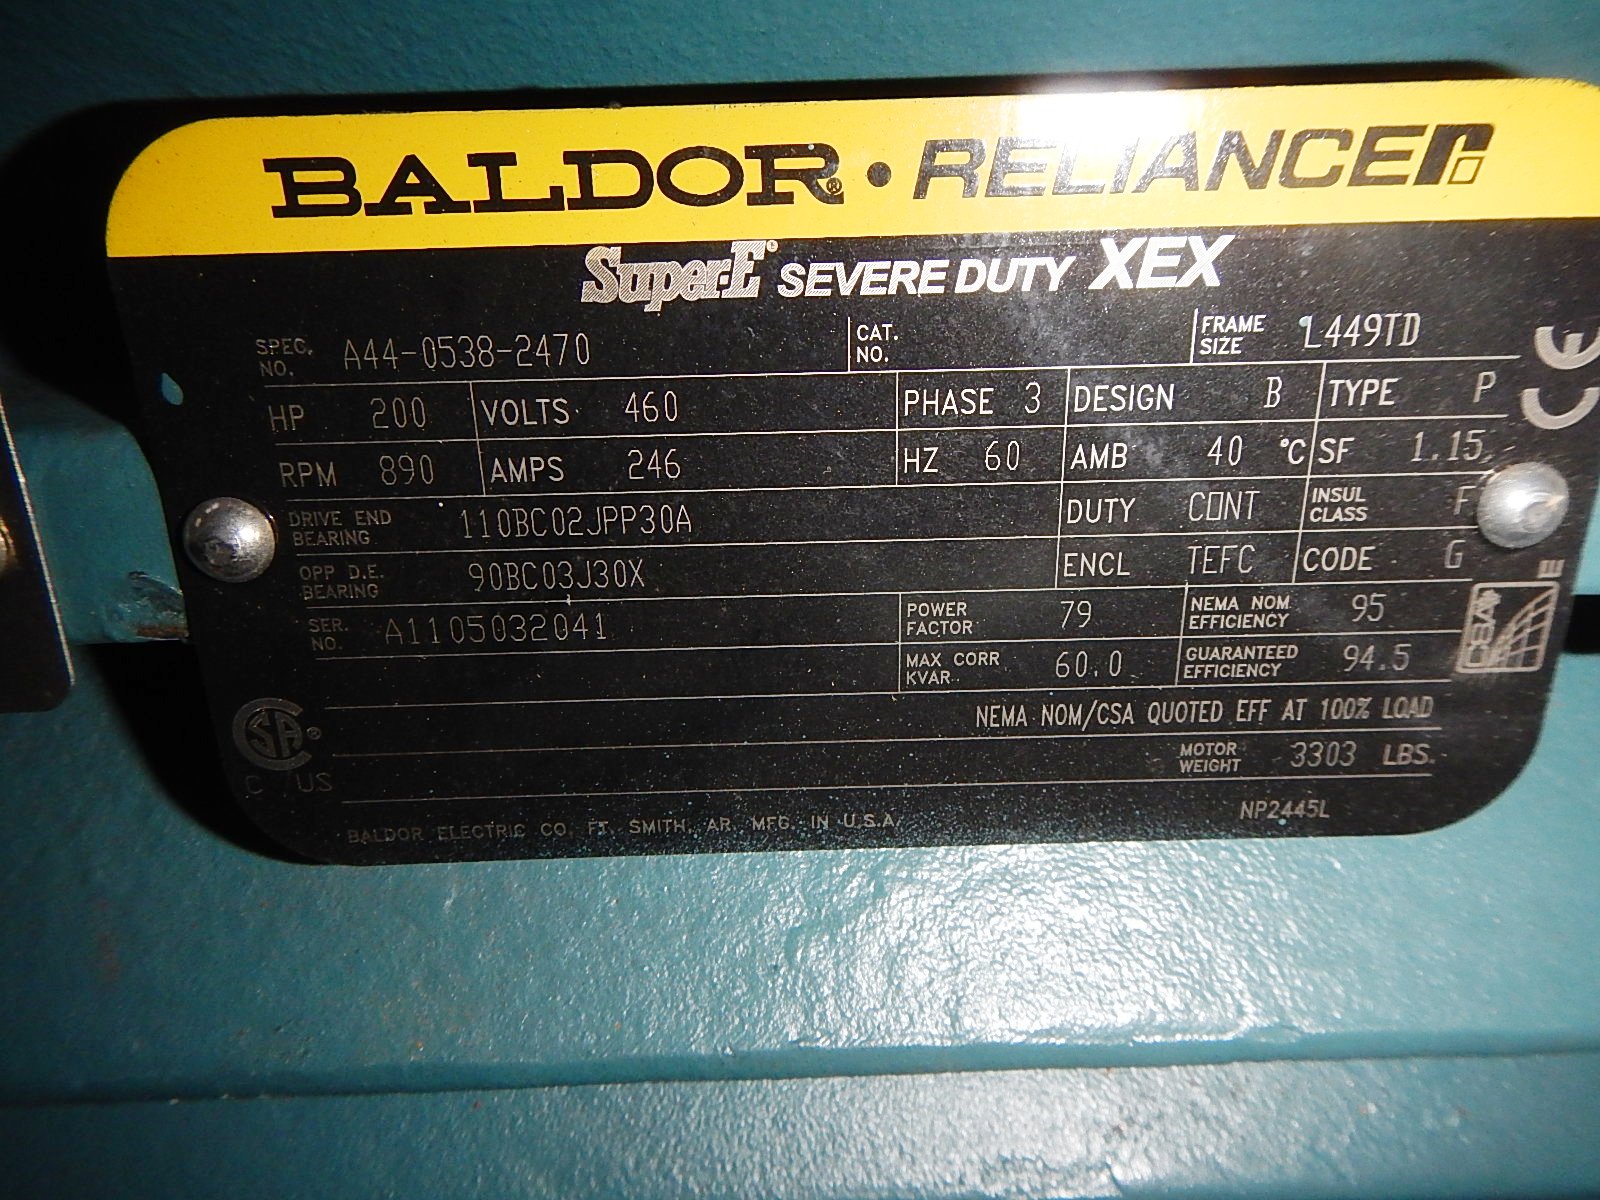 BALDOR® • RELIANCER
Super-E® SEVERE DUTY XEX
SPEC. NO. A44-0538-2470 CAT. NO. FRAME SIZE L449TD
HP 200 VOLTS 460 PHASE 3 DESIGN B TYPE P
RPM 890 AMPS 246 HZ 60 AMB 40 °C SF 1.15
DRIVE END BEARING 110BC02JPP30A DUTY CONT INSUL CLASS F
OPP D.E. BEARING 90BC03J30X ENCL TEFC CODE G
SER. NO. A1105032041 POWER FACTOR 79 NEMA NOM EFFICIENCY 95
MAX CORR KVAR 60.0 GUARANTEED EFFICIENCY 94.5
NEMA NOM/CSA QUOTED EFF AT 100% LOAD
MOTOR WEIGHT 3303 LBS.
BALDOR ELECTRIC CO. FT. SMITH, AR. MFG. IN U.S.A.
NP2445L
CSA®
C US
CE
E